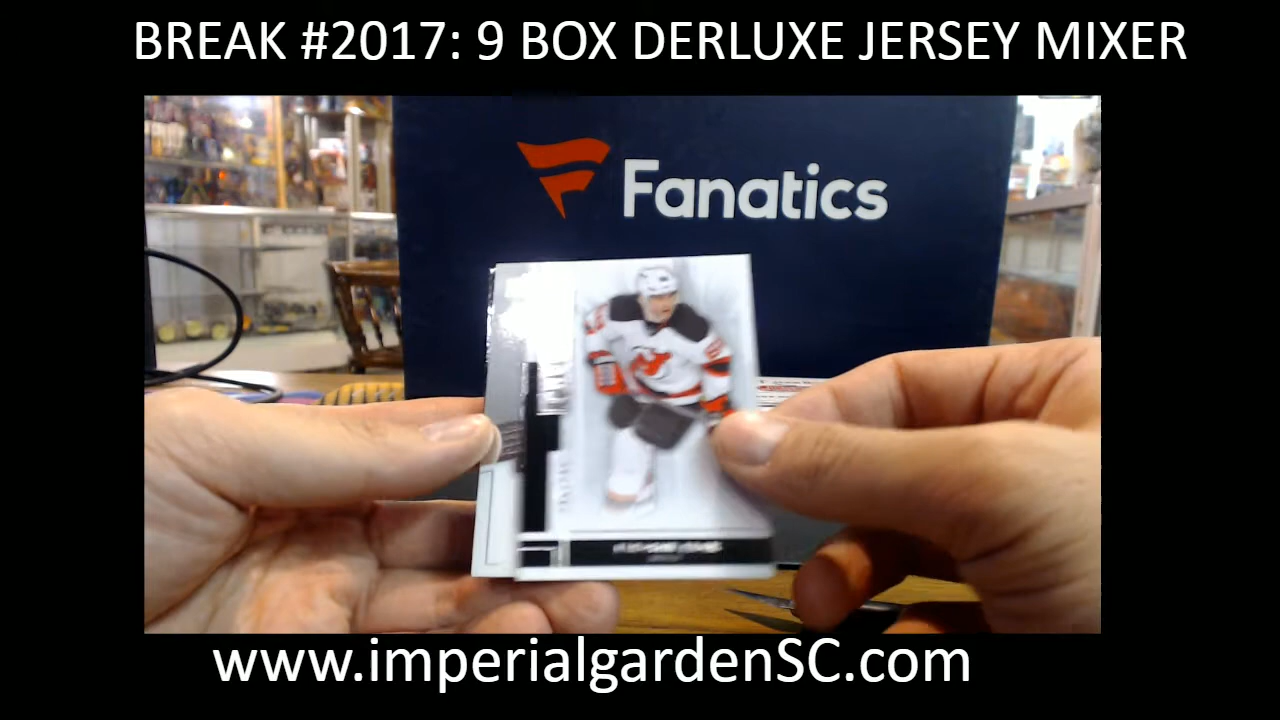 BREAK #2017: 9 BOX DERLUXE JERSEY MIXER
Fanatics
www.imperialgardenSC.com